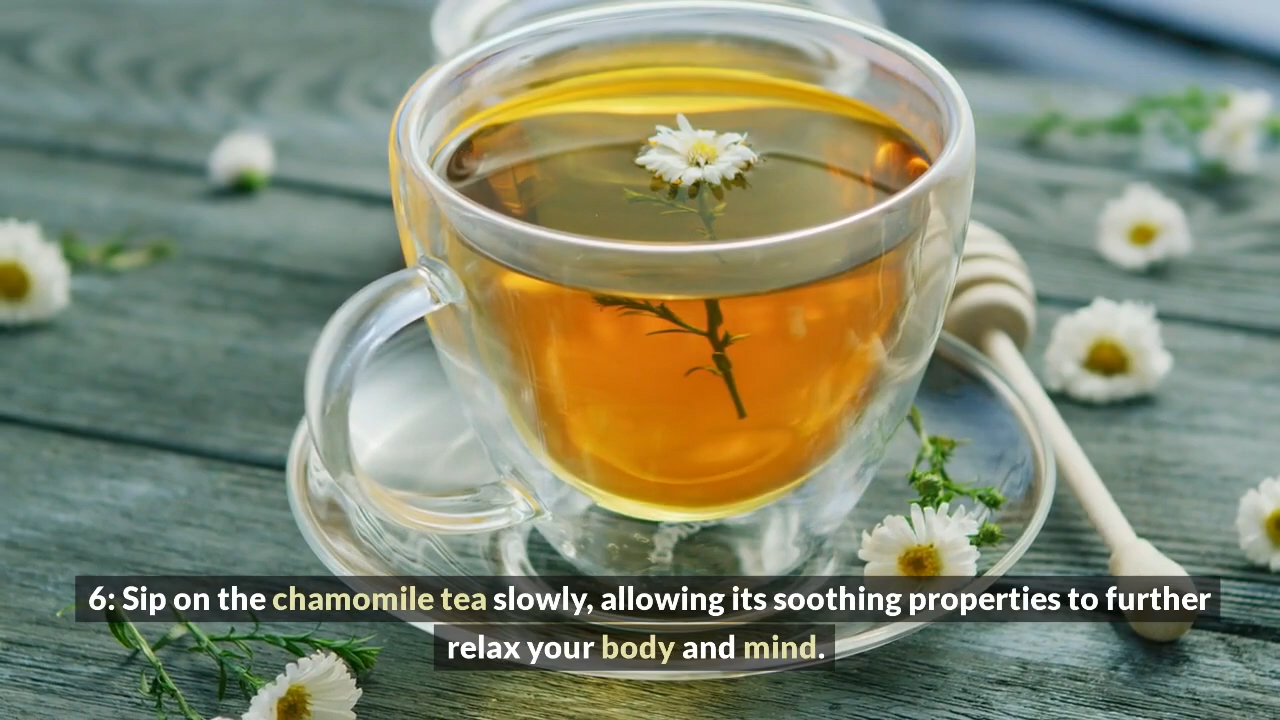 6: Sip on the chamomile tea slowly, allowing its soothing properties to further
relax your body and mind.